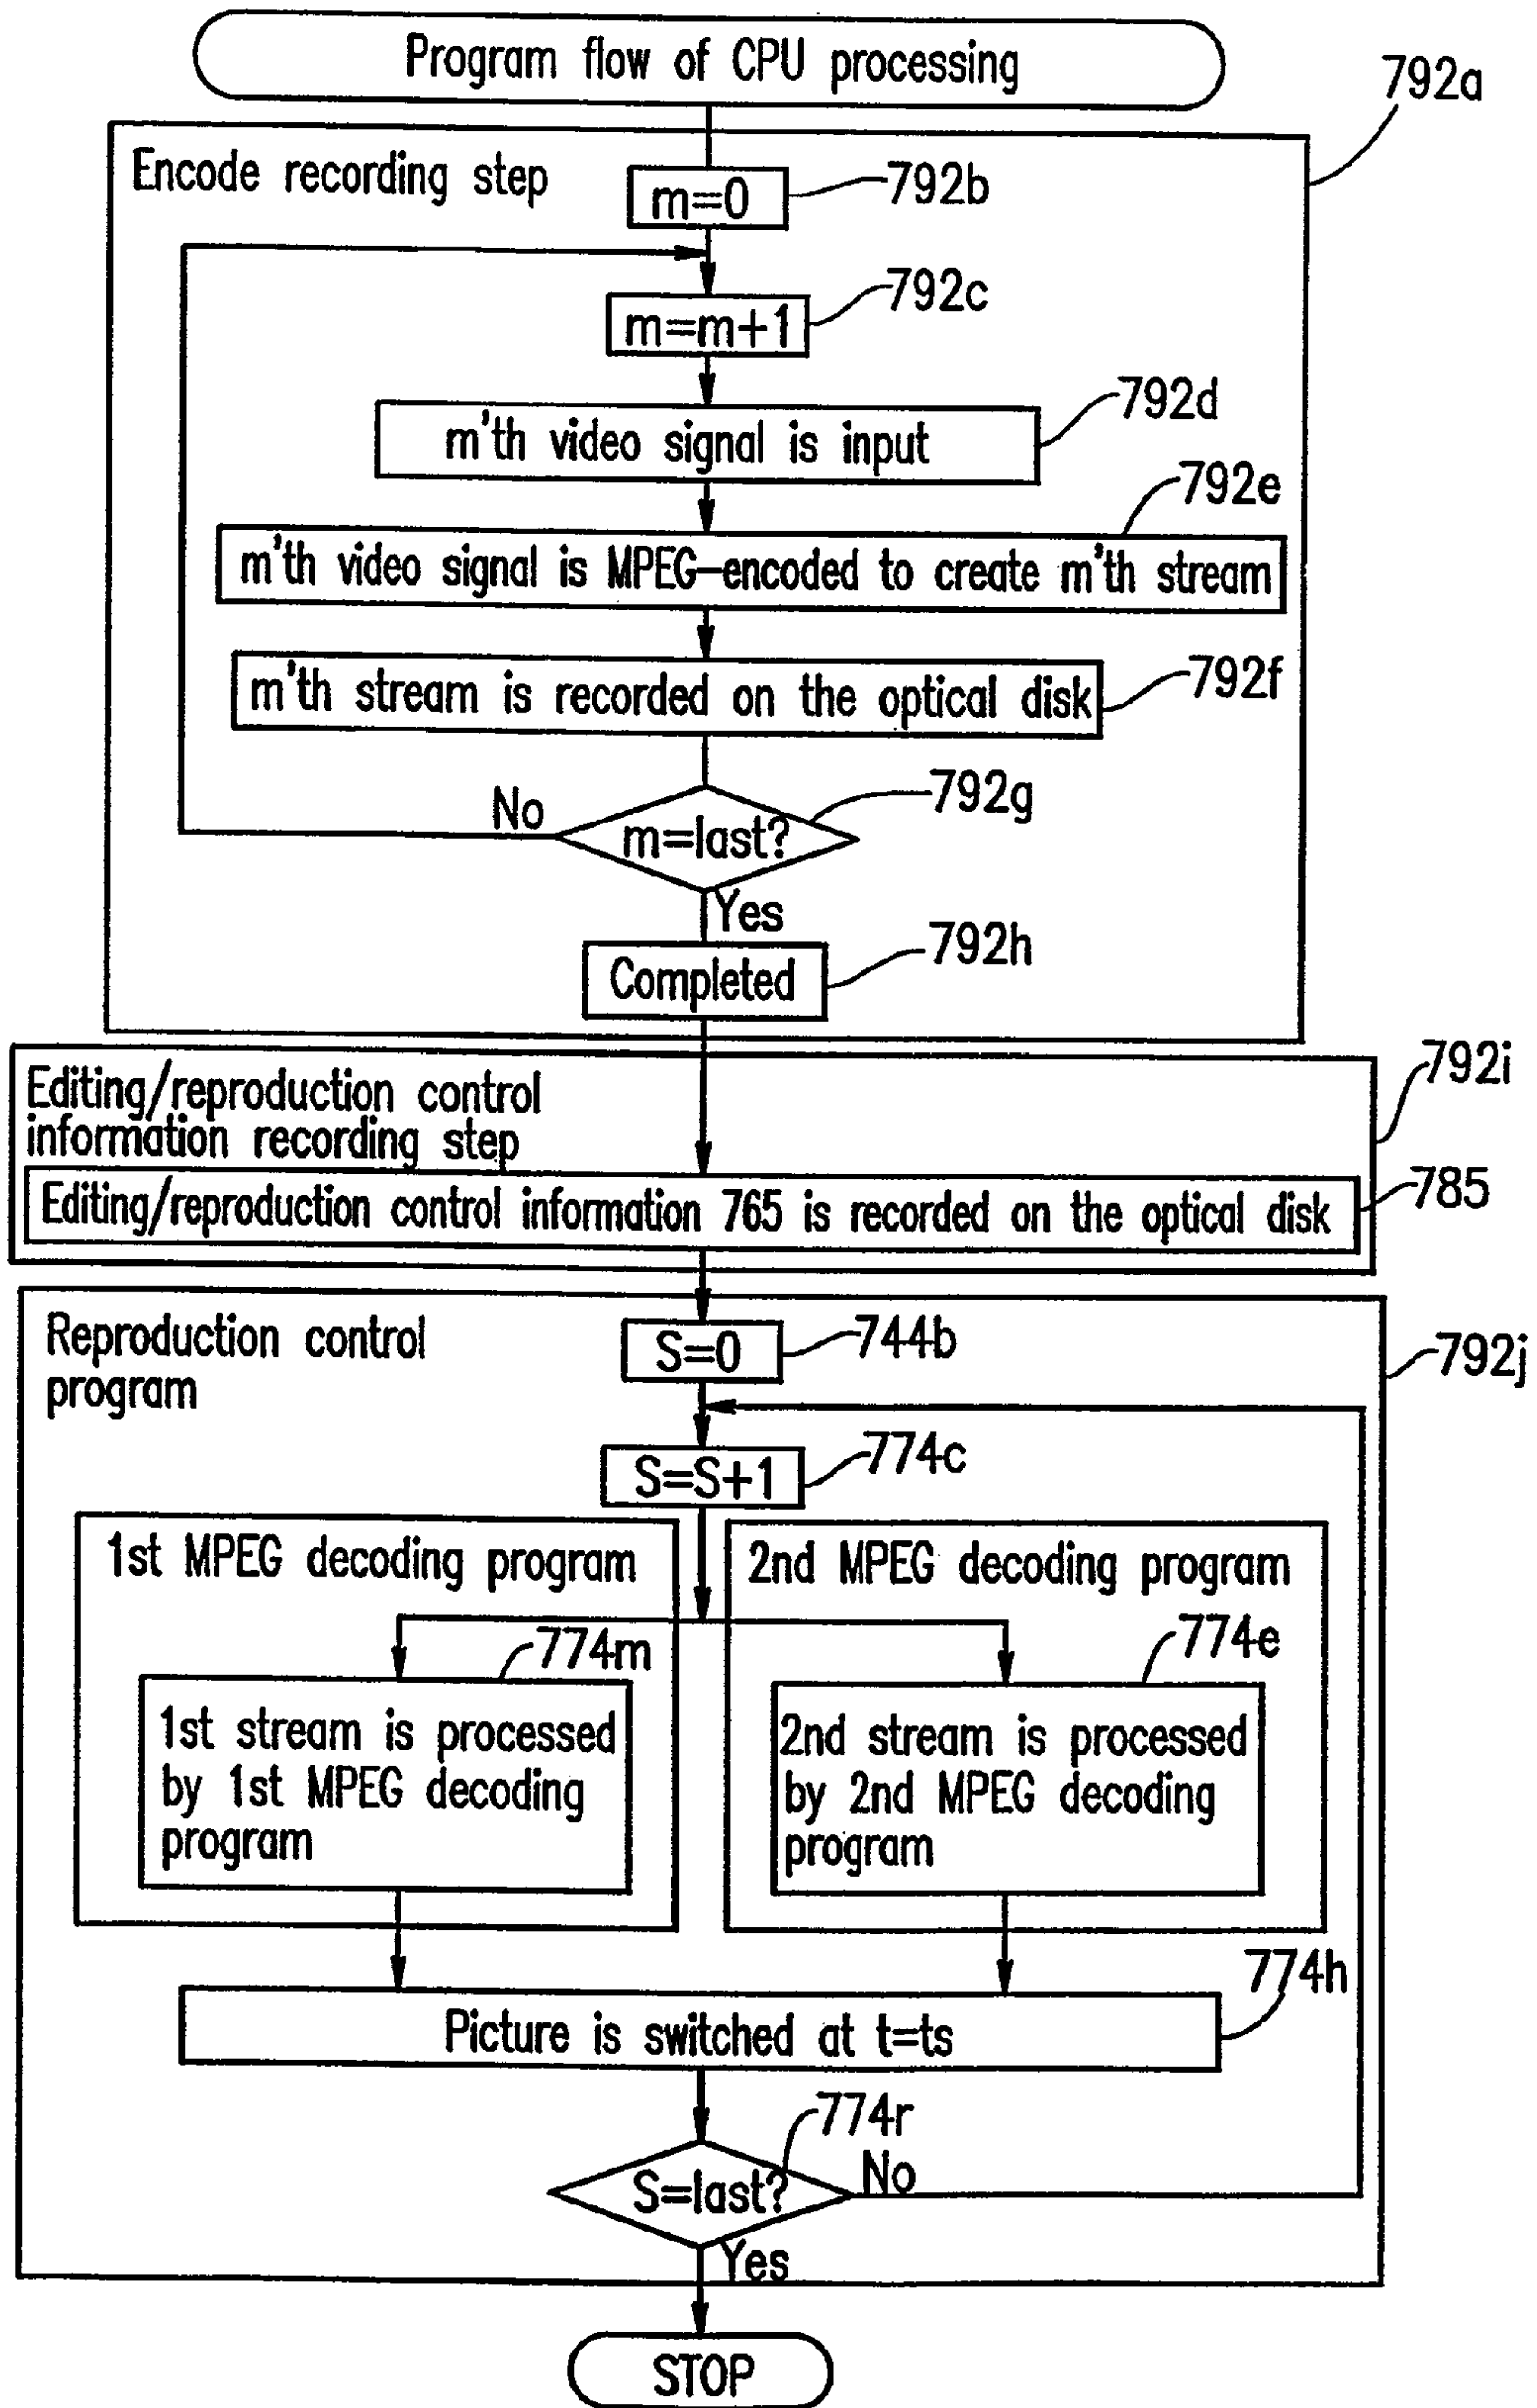 Program flow of CPU processing
792a
Encode recording step
m=0
792b
m=m+1
792c
m'th video signal is input
792d
792e
m'th video signal is MPEG-encoded to create m'th stream
m'th stream is recorded on the optical disk
792f
No
m=last?
792g
Yes
Completed
792h
792i
Editing/reproduction control
information recording step
Editing/reproduction control information 765 is recorded on the optical disk
785
Reproduction control
program
S=0
744b
792j
S=S+1
774c
1st MPEG decoding program
2nd MPEG decoding program
774m
774e
1st stream is processed
by 1st MPEG decoding
program
2nd stream is processed
by 2nd MPEG decoding
program
774h
Picture is switched at t=ts
774r
S=last?
No
Yes
STOP